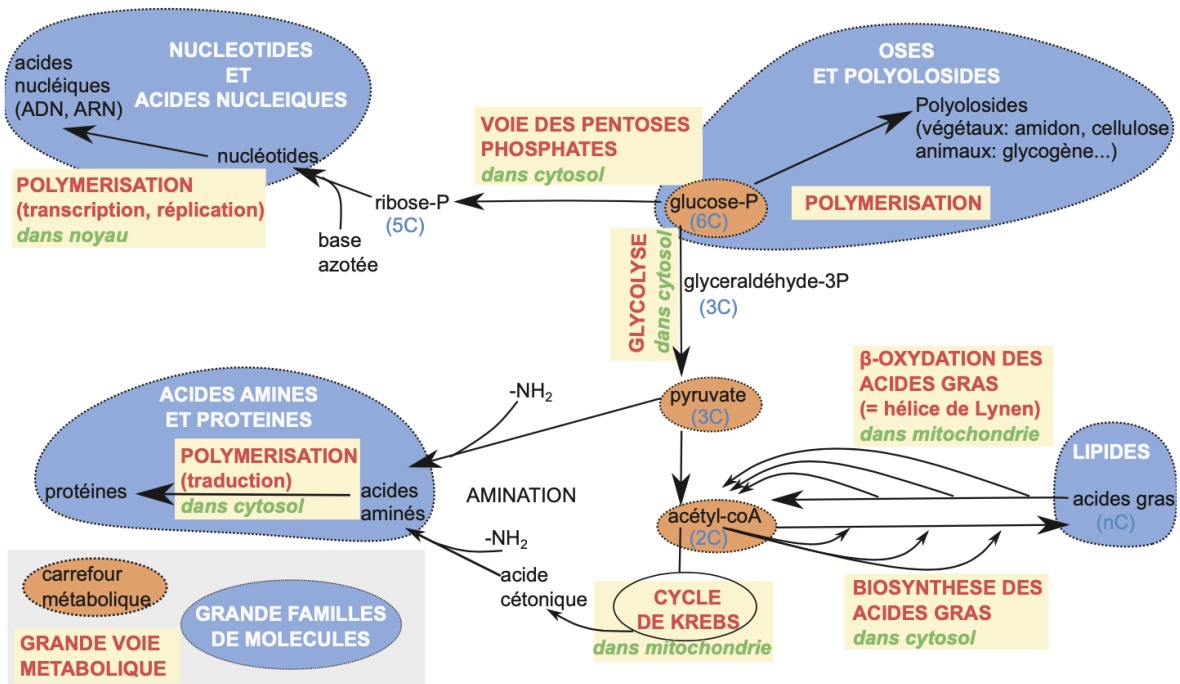 NUCLEOTIDES
ET
ACIDES NUCLEIQUES
acides
nucléiques
(ADN, ARN)
nucléotides
POLYMERISATION
(transcription, réplication)
dans noyau
base
azotée
ribose-P
(5C)
VOIE DES PENTOSES
PHOSPHATES
dans cytosol
OSES
ET POLYOLOSIDES
Polyolosides
(végétaux: amidon, cellulose
animaux: glycogène...)
POLYMERISATION
glucose-P
(6C)
GLYCOLYSE
dans cytosol
glyceraldéhyde-3P
(3C)
pyruvate
(3C)
-NH2
ACIDES AMINES
ET PROTEINES
POLYMERISATION
(traduction)
dans cytosol
protéines
acides
aminés
AMINATION
-NH2
acide
cétonique
acétyl-coA
(2C)
CYCLE
DE KREBS
dans mitochondrie
β-OXYDATION DES
ACIDES GRAS
(= hélice de Lynen)
dans mitochondrie
LIPIDES
acides gras
(nC)
BIOSYNTHESE DES
ACIDES GRAS
dans cytosol
carrefour
métabolique
GRANDE VOIE
METABOLIQUE
GRANDE FAMILLES
DE MOLECULES